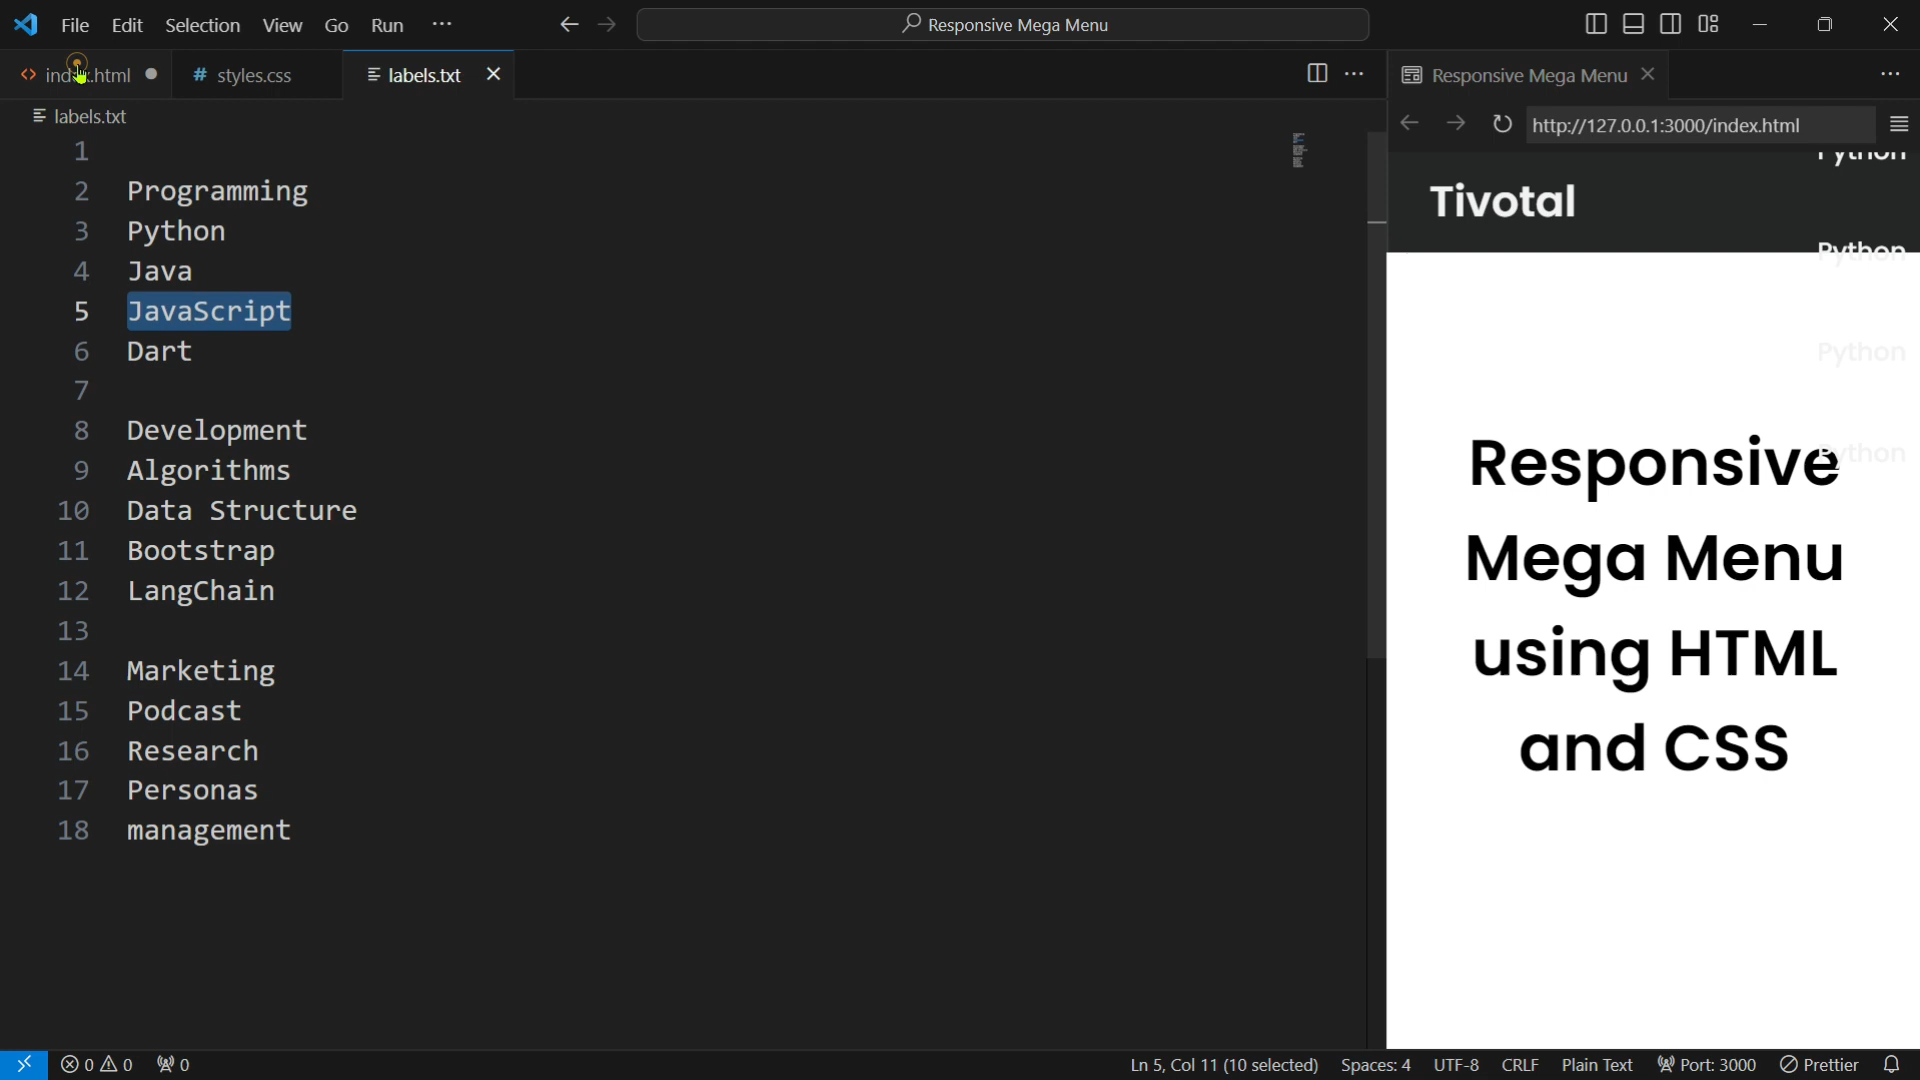 File Edit Selection View Go Run ···
Responsive Mega Menu
index.html
# styles.css
labels.txt
Responsive Mega Menu
labels.txt
http://127.0.0.1:3000/index.html
1
2 Programming
3 Python
4 Java
5 JavaScript
6 Dart
7
8 Development
9 Algorithms
10 Data Structure
11 Bootstrap
12 LangChain
13
14 Marketing
15 Podcast
16 Research
17 Personas
18 management
Python
Tivotal
Python
Python
Python
Responsive
Mega Menu
using HTML
and CSS
0 0 0
Ln 5, Col 11 (10 selected) Spaces: 4 UTF-8 CRLF Plain Text Port: 3000 Prettier